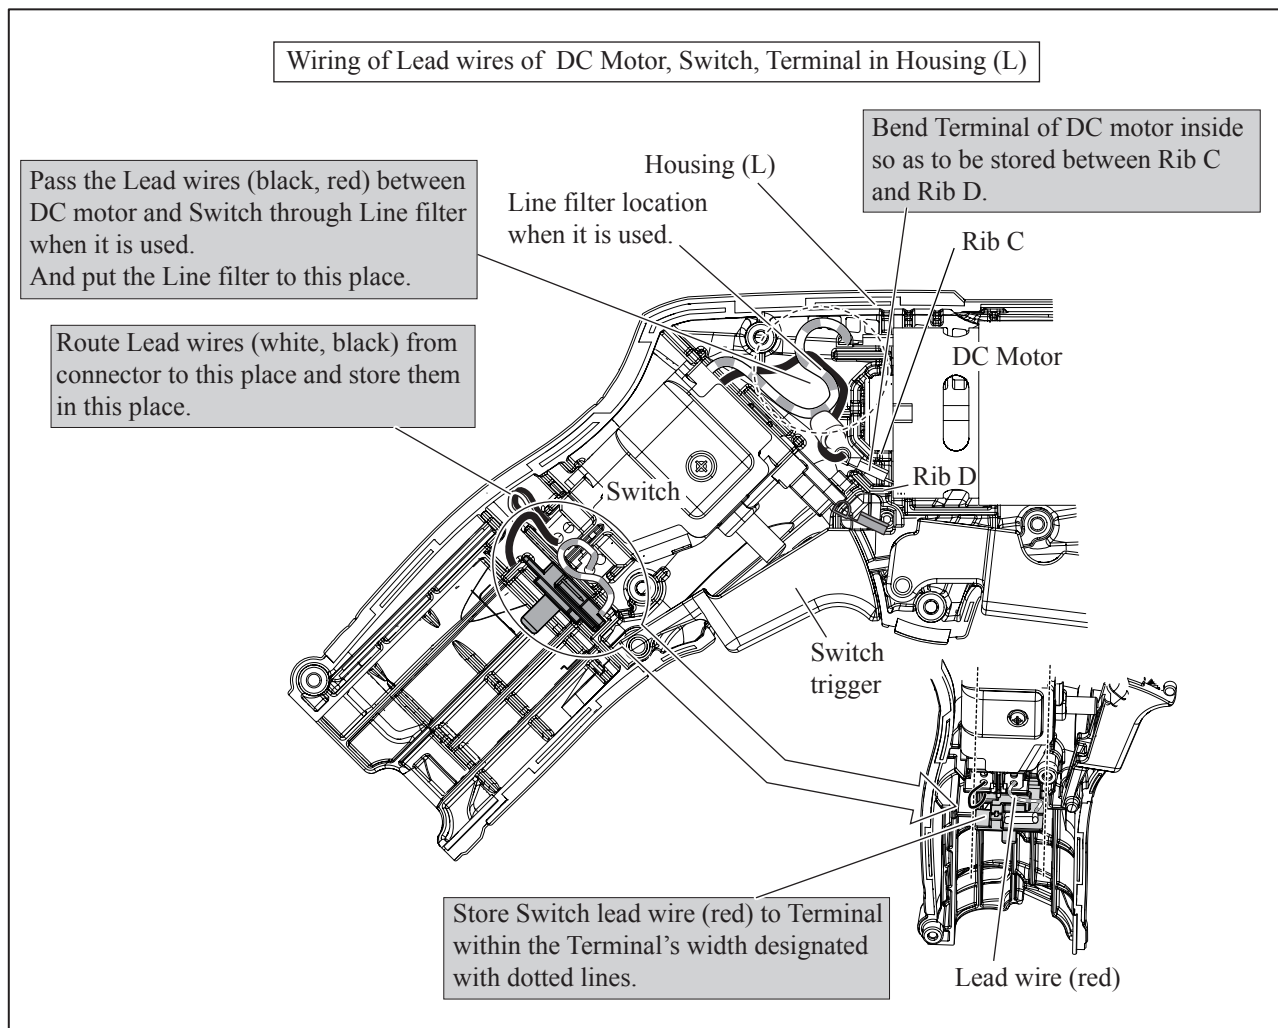 Wiring of Lead wires of DC Motor, Switch, Terminal in Housing (L)
Bend Terminal of DC motor inside
so as to be stored between Rib C
and Rib D.
Housing (L)
Pass the Lead wires (black, red) between
DC motor and Switch through Line filter
when it is used.
And put the Line filter to this place.
Line filter location
when it is used.
Rib C
Route Lead wires (white, black) from
connector to this place and store them
in this place.
DC Motor
Rib D
Switch
Switch
trigger
Store Switch lead wire (red) to Terminal
within the Terminal's width designated
with dotted lines.
Lead wire (red)